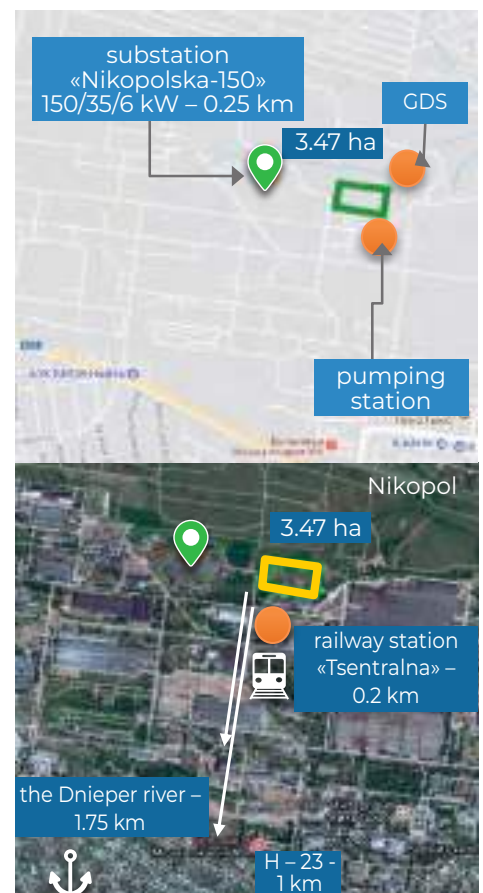 substation
«Nikopolska-150»
150/35/6 kW – 0.25 km
GDS
3.47 ha
pumping
station
Nikopol
3.47 ha
railway station
«Tsentralna» –
0.2 km
the Dnieper river –
1.75 km
H – 23 -
1 km